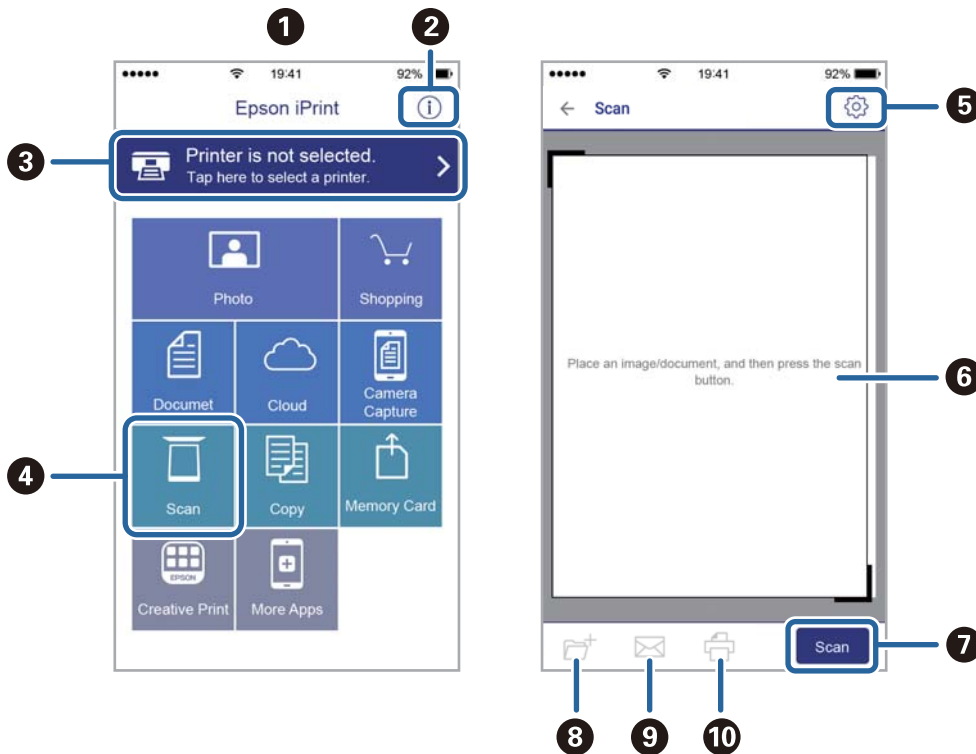 1
2
19:41
92%
Epson iPrint
3
Printer is not selected.
Tap here to select a printer.
Photo
Shopping
Documet
Cloud
Camera
Capture
4
Scan
Copy
Memory Card
EPSON
Creative Print
More Apps
19:41
92%
Scan
5
Place an image/document, and then press the scan
button.
6
Scan
7
8
9
10